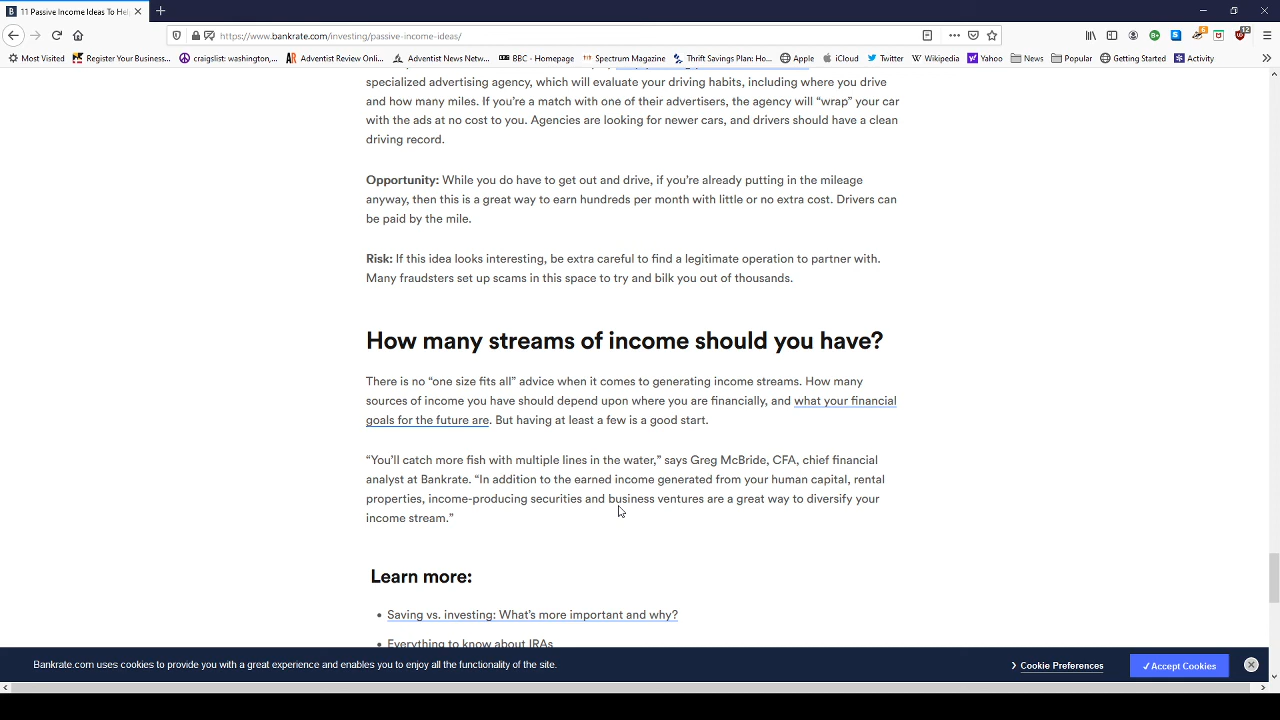 11 Passive Income Ideas To Hel
https://www.bankrate.com/investing/passive-income-ideas/
Most Visited Register Your Business... craigslist: washington,... Adventist Review Onli... Adventist News Netw... BBC - Homepage Spectrum Magazine Thrift Savings Plan: Ho... Apple iCloud Twitter Wikipedia Yahoo News Popular Getting Started Activity
specialized advertising agency, which will evaluate your driving habits, including where you drive
and how many miles. If you’re a match with one of their advertisers, the agency will “wrap” your car
with the ads at no cost to you. Agencies are looking for newer cars, and drivers should have a clean
driving record.
Opportunity: While you do have to get out and drive, if you’re already putting in the mileage
anyway, then this is a great way to earn hundreds per month with little or no extra cost. Drivers can
be paid by the mile.
Risk: If this idea looks interesting, be extra careful to find a legitimate operation to partner with.
Many fraudsters set up scams in this space to try and bilk you out of thousands.
How many streams of income should you have?
There is no “one size fits all” advice when it comes to generating income streams. How many
sources of income you have should depend upon where you are financially, and what your financial
goals for the future are. But having at least a few is a good start.
“You’ll catch more fish with multiple lines in the water,” says Greg McBride, CFA, chief financial
analyst at Bankrate. “In addition to the earned income generated from your human capital, rental
properties, income-producing securities and business ventures are a great way to diversify your
income stream.”
Learn more:
• Saving vs. investing: What’s more important and why?
• Everything to know about IRAs
Bankrate.com uses cookies to provide you with a great experience and enables you to enjoy all the functionality of the site.
Cookie Preferences
✓Accept Cookies